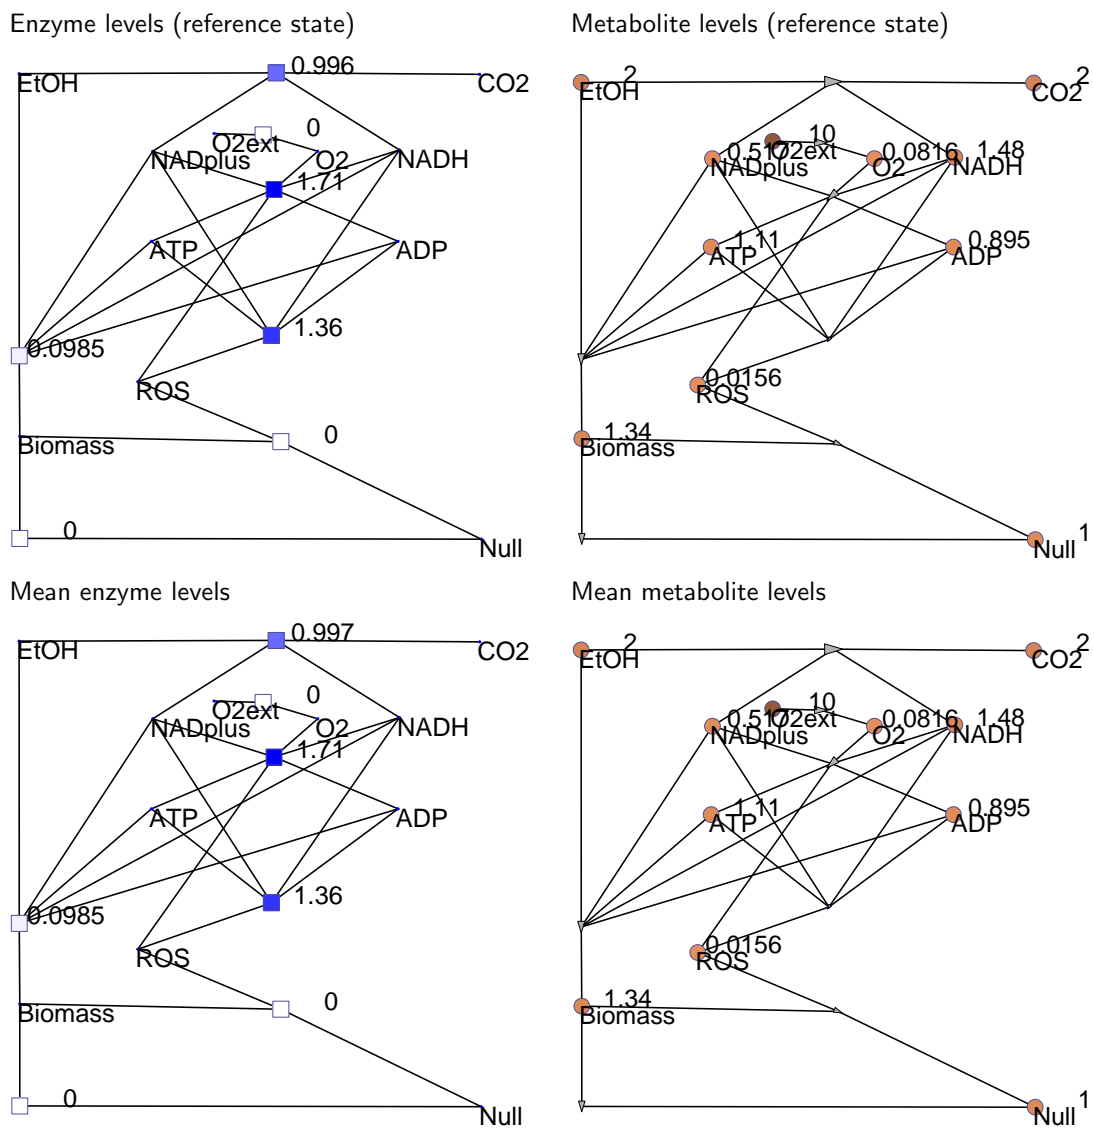 Enzyme levels (reference state)
0.996
EtOH
CO2
0
O2ext
NADplus
O2
NADH
1.71
ATP
ADP
1.36
0.0985
ROS
0
Biomass
0
Null
Metabolite levels (reference state)
2
EtOH
2
CO2
10
O2ext
0.517
NADplus
0.0816
O2
1.48
NADH
1.11
ATP
0.895
ADP
0.0156
ROS
1.34
Biomass
1
Null
Mean enzyme levels
0.997
EtOH
CO2
0
O2ext
NADplus
O2
NADH
1.71
ATP
ADP
1.36
0.0985
ROS
0
Biomass
0
Null
Mean metabolite levels
2
EtOH
2
CO2
10
O2ext
0.517
NADplus
0.0816
O2
1.48
NADH
1.11
ATP
0.895
ADP
0.0156
ROS
1.34
Biomass
1
Null